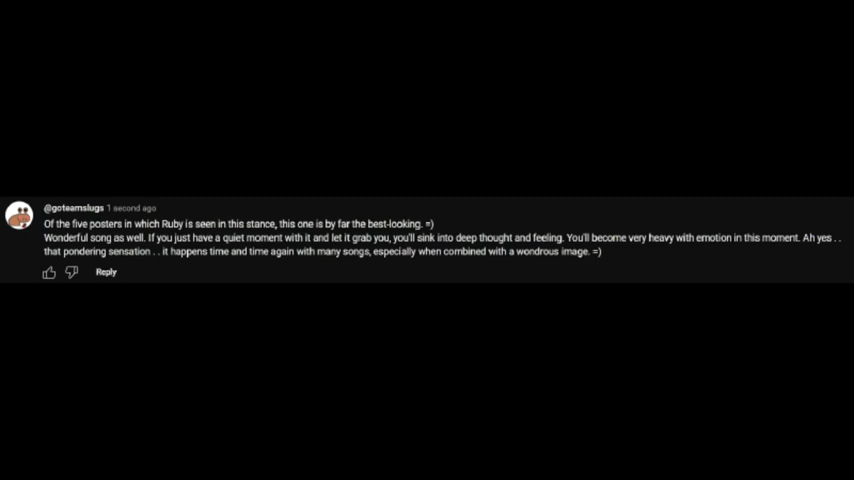 @goteamslugs 1 second ago
Of the five posters in which Ruby is seen in this stance, this one is by far the best-looking. =)
Wonderful song as well. If you just have a quiet moment with it and let it grab you, you'll sink into deep thought and feeling. You'll become very heavy with emotion in this moment. Ah yes . .
that pondering sensation . . it happens time and time again with many songs, especially when combined with a wondrous image. =)
Reply